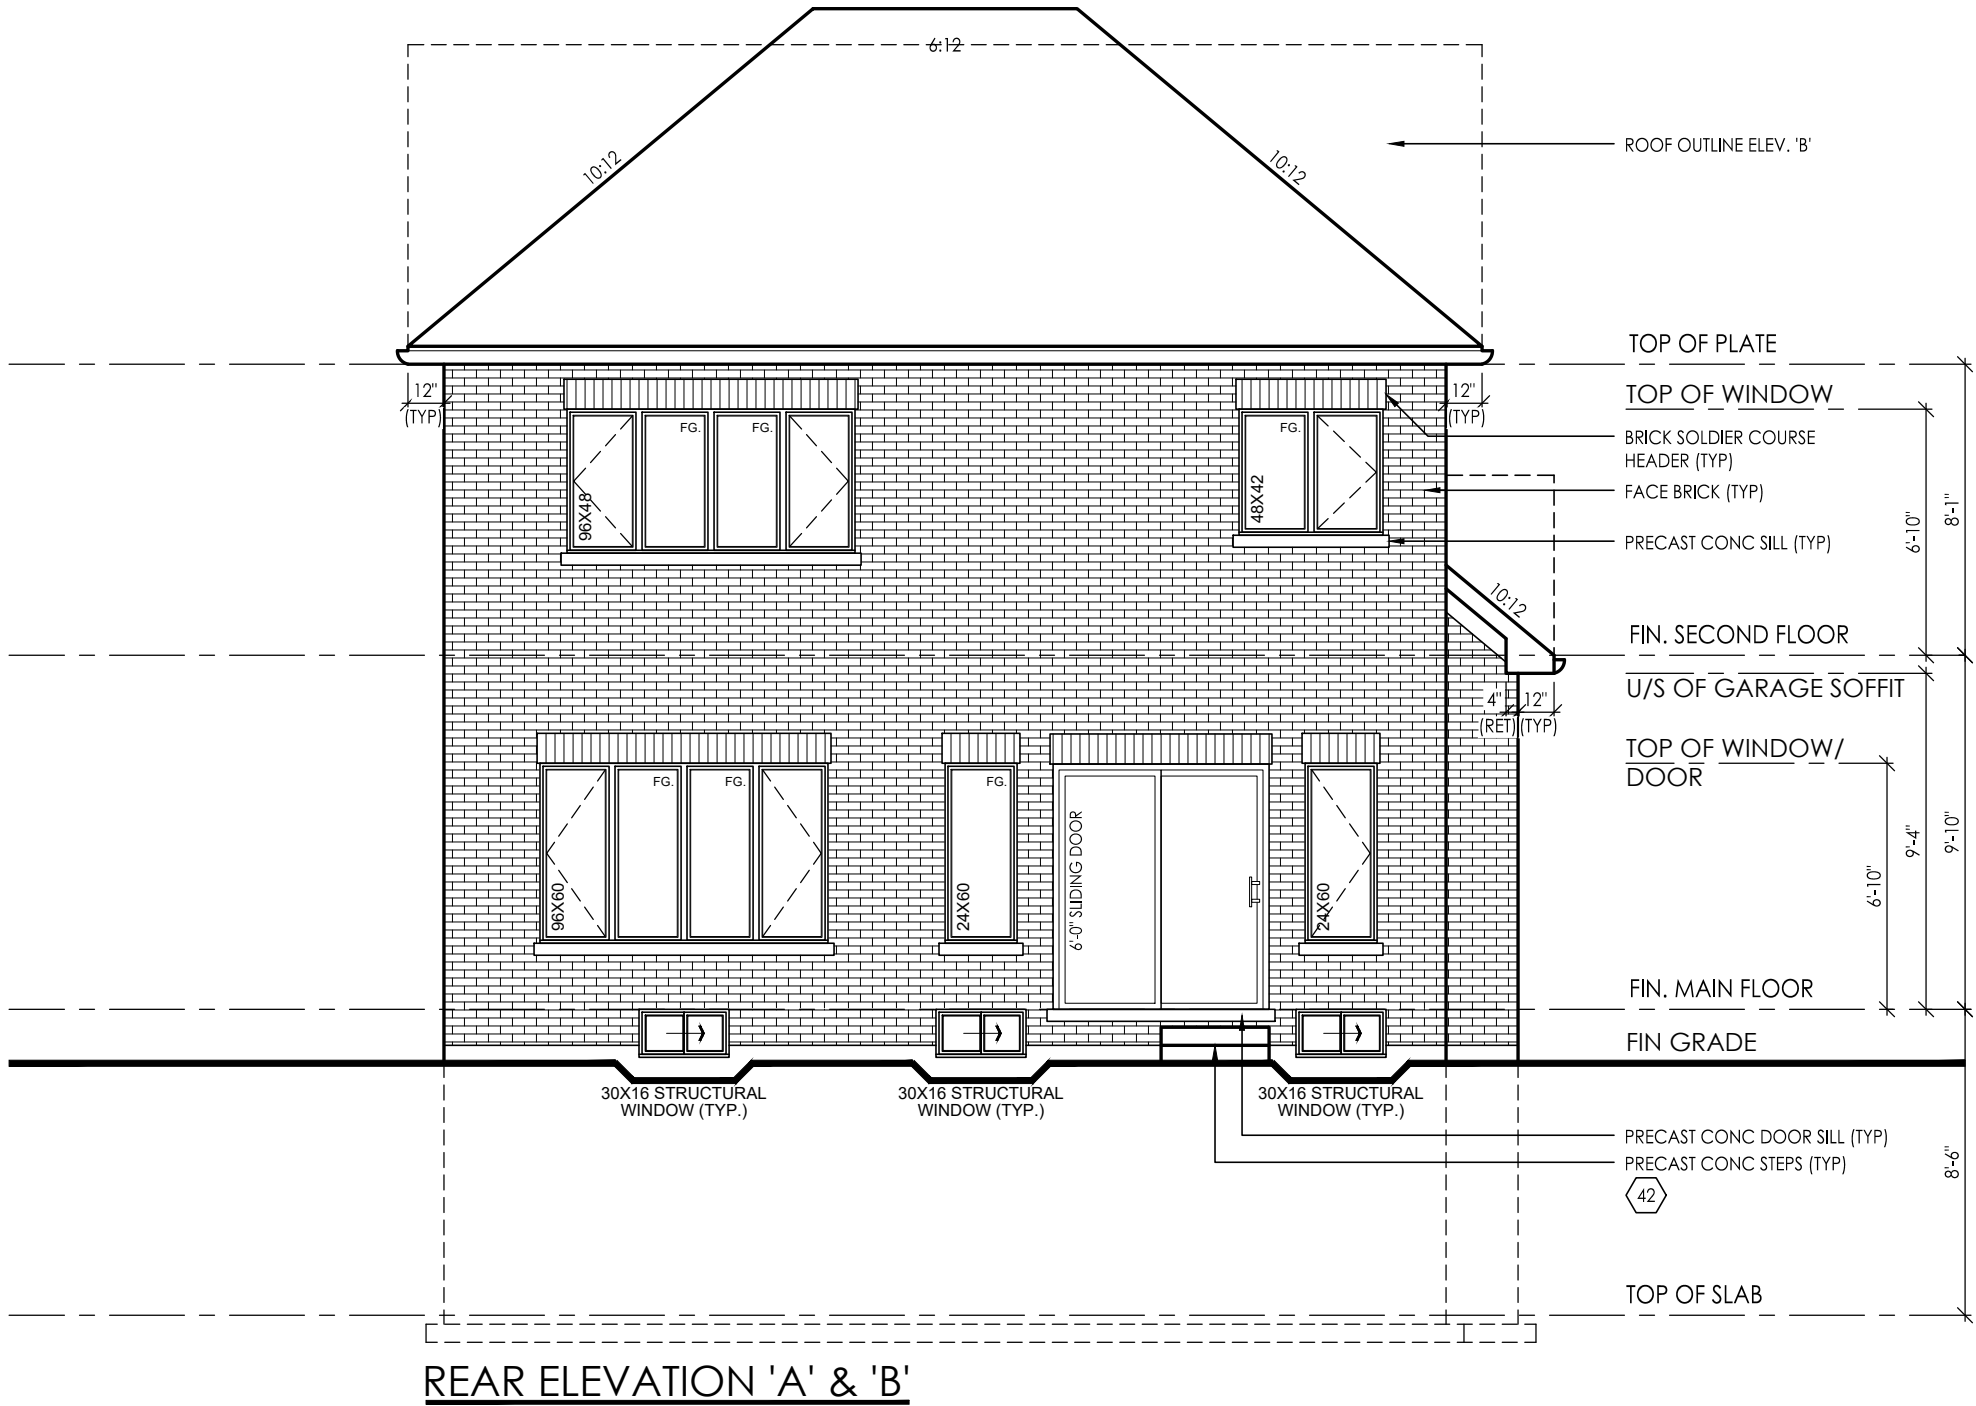 6:12
10:12
10:12
ROOF OUTLINE ELEV. 'B'
TOP OF PLATE
12"
(TYP)
12"
(TYP)
TOP OF WINDOW
BRICK SOLDIER COURSE
HEADER (TYP)
FG.
FG.
FG.
96X48
48X42
FACE BRICK (TYP)
PRECAST CONC SILL (TYP)
6'-10"
8'-1"
10:12
FIN. SECOND FLOOR
U/S OF GARAGE SOFFIT
4"
(RET)
12"
(TYP)
TOP OF WINDOW/
DOOR
FG.
FG.
FG.
96X60
24X60
6'-0" SLIDING DOOR
24X60
6'-10"
9'-4"
9'-10"
FIN. MAIN FLOOR
FIN GRADE
30X16 STRUCTURAL
WINDOW (TYP.)
30X16 STRUCTURAL
WINDOW (TYP.)
30X16 STRUCTURAL
WINDOW (TYP.)
PRECAST CONC DOOR SILL (TYP)
PRECAST CONC STEPS (TYP)
42
8'-6"
TOP OF SLAB
REAR ELEVATION 'A' & 'B'